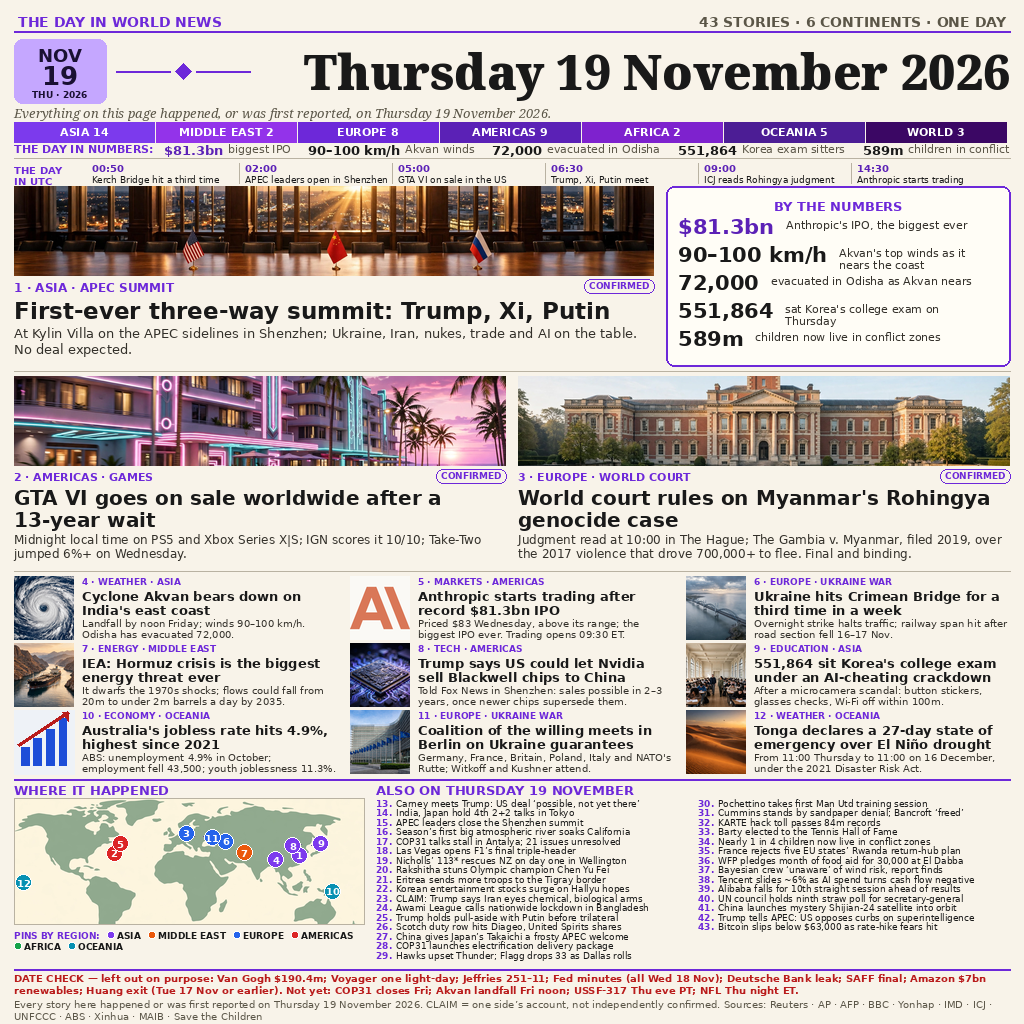 THE DAY IN WORLD NEWS
43 STORIES · 6 CONTINENTS · ONE DAY
NOV
19
THU · 2026
Thursday 19 November 2026
Everything on this page happened, or was first reported, on Thursday 19 November 2026.
ASIA 14
MIDDLE EAST 2
EUROPE 8
AMERICAS 9
AFRICA 2
OCEANIA 5
WORLD 3
THE DAY IN NUMBERS: $81.3bn biggest IPO 90–100 km/h Akvan winds 72,000 evacuated in Odisha 551,864 Korea exam sitters 589m children in conflict
THE DAY
IN UTC
00:50
Kerch Bridge hit a third time
02:00
APEC leaders open in Shenzhen
05:00
GTA VI on sale in the US
06:30
Trump, Xi, Putin meet
09:00
ICJ reads Rohingya judgment
14:30
Anthropic starts trading
1 · ASIA · APEC SUMMIT
CONFIRMED
First-ever three-way summit: Trump, Xi, Putin
At Kylin Villa on the APEC sidelines in Shenzhen; Ukraine, Iran, nukes, trade and AI on the table.
No deal expected.
BY THE NUMBERS
$81.3bn Anthropic's IPO, the biggest ever
90–100 km/h Akvan's top winds as it
nears the coast
72,000 evacuated in Odisha as Akvan nears
551,864 sat Korea's college exam on
Thursday
589m children now live in conflict zones
2 · AMERICAS · GAMES
CONFIRMED
GTA VI goes on sale worldwide after a
13-year wait
Midnight local time on PS5 and Xbox Series X|S; IGN scores it 10/10; Take-Two
jumped 6%+ on Wednesday.
3 · EUROPE · WORLD COURT
CONFIRMED
World court rules on Myanmar's Rohingya
genocide case
Judgment read at 10:00 in The Hague; The Gambia v. Myanmar, filed 2019, over
the 2017 violence that drove 700,000+ to flee. Final and binding.
4 · WEATHER · ASIA
Cyclone Akvan bears down on
India's east coast
Landfall by noon Friday; winds 90–100 km/h.
Odisha has evacuated 72,000.
5 · MARKETS · AMERICAS
Anthropic starts trading after
record $81.3bn IPO
Priced $83 Wednesday, above its range; the
biggest IPO ever. Trading opens 09:30 ET.
6 · EUROPE · UKRAINE WAR
Ukraine hits Crimean Bridge for a
third time in a week
Overnight strike halts traffic; railway span hit after
road section fell 16–17 Nov.
7 · ENERGY · MIDDLE EAST
IEA: Hormuz crisis is the biggest
energy threat ever
It dwarfs the 1970s shocks; flows could fall from
20m to under 2m barrels a day by 2035.
8 · TECH · AMERICAS
Trump says US could let Nvidia
sell Blackwell chips to China
Told Fox News in Shenzhen: sales possible in 2–3
years, once newer chips supersede them.
9 · EDUCATION · ASIA
551,864 sit Korea's college exam
under an AI-cheating crackdown
After a microcamera scandal: button stickers,
glasses checks, Wi-Fi off within 100m.
10 · ECONOMY · OCEANIA
Australia's jobless rate hits 4.9%,
highest since 2021
ABS: unemployment 4.9% in October;
employment fell 43,500; youth joblessness 11.3%.
11 · EUROPE · UKRAINE WAR
Coalition of the willing meets in
Berlin on Ukraine guarantees
Germany, France, Britain, Poland, Italy and NATO's
Rutte; Witkoff and Kushner attend.
12 · WEATHER · OCEANIA
Tonga declares a 27-day state of
emergency over El Niño drought
From 11:00 Thursday to 11:00 on 16 December,
under the 2021 Disaster Risk Act.
WHERE IT HAPPENED
3
11
6
5
2
7
8
9
4
1
12
10
PINS BY REGION: ASIA MIDDLE EAST EUROPE AMERICAS
AFRICA OCEANIA
ALSO ON THURSDAY 19 NOVEMBER
13. Carney meets Trump: US deal ‘possible, not yet there’
14. India, Japan hold 4th 2+2 talks in Tokyo
15. APEC leaders close the Shenzhen summit
16. Season’s first big atmospheric river soaks California
17. COP31 talks stall in Antalya; 21 issues unresolved
18. Las Vegas opens F1’s final triple-header
19. Nicholls’ 113* rescues NZ on day one in Wellington
20. Rakshitha stuns Olympic champion Chen Yu Fei
21. Eritrea sends more troops to the Tigray border
22. Korean entertainment stocks surge on Hallyu hopes
23. CLAIM: Trump says Iran eyes chemical, biological arms
24. Awami League calls nationwide lockdown in Bangladesh
25. Trump holds pull-aside with Putin before trilateral
26. Scotch duty row hits Diageo, United Spirits shares
27. China gives Japan’s Takaichi a frosty APEC welcome
28. COP31 launches electrification delivery package
29. Hawks upset Thunder; Flagg drops 33 as Dallas rolls
30. Pochettino takes first Man Utd training session
31. Cummins stands by sandpaper denial; Bancroft ‘freed’
32. KARTE hack toll passes 84m records
33. Barty elected to the Tennis Hall of Fame
34. Nearly 1 in 4 children now live in conflict zones
35. France rejects five EU states’ Rwanda return-hub plan
36. WFP pledges month of food aid for 30,000 at El Dabba
37. Bayesian crew ‘unaware’ of wind risk, report finds
38. Tencent slides ~6% as AI spend turns cash flow negative
39. Alibaba falls for 10th straight session ahead of results
40. UN council holds ninth straw poll for secretary-general
41. China launches mystery Shijian-24 satellite into orbit
42. Trump tells APEC: US opposes curbs on superintelligence
43. Bitcoin slips below $63,000 as rate-hike fears hit
DATE CHECK — left out on purpose: Van Gogh $190.4m; Voyager one light-day; Jeffries 251–11; Fed minutes (all Wed 18 Nov); Deutsche Bank leak; SAFF final; Amazon $7bn
renewables; Huang exit (Tue 17 Nov or earlier). Not yet: COP31 closes Fri; Akvan landfall Fri noon; USSF-317 Thu eve PT; NFL Thu night ET.
Every story here happened or was first reported on Thursday 19 November 2026. CLAIM = one side’s account, not independently confirmed. Sources: Reuters · AP · AFP · BBC · Yonhap · IMD · ICJ ·
UNFCCC · ABS · Xinhua · MAIB · Save the Children